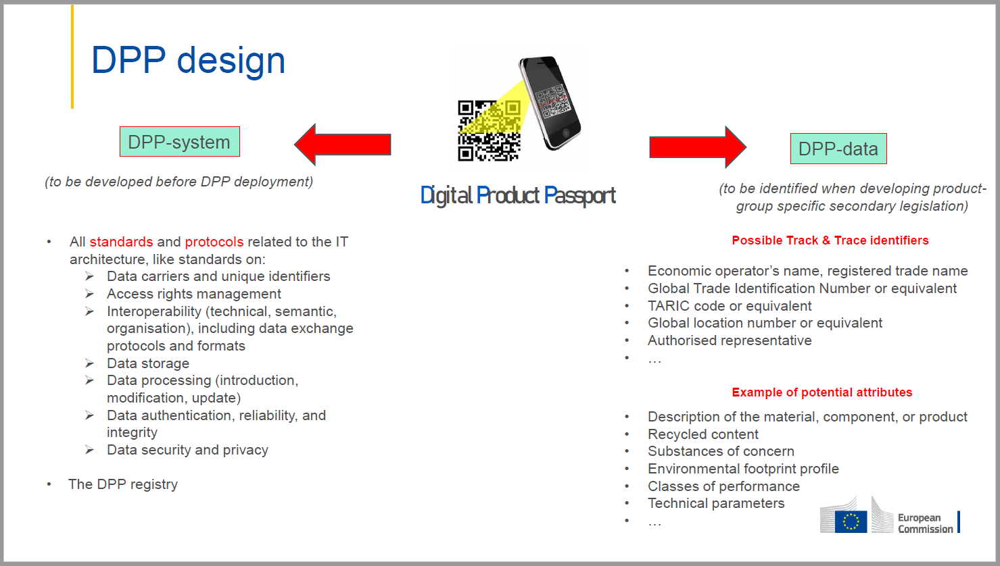 DPP design
DPP-system
(to be developed before DPP deployment)
• All standards and protocols related to the IT
architecture, like standards on:
➢ Data carriers and unique identifiers
➢ Access rights management
➢ Interoperability (technical, semantic,
organisation), including data exchange
protocols and formats
➢ Data storage
➢ Data processing (introduction,
modification, update)
➢ Data authentication, reliability, and
integrity
➢ Data security and privacy
• The DPP registry
Digital Product Passport
DPP-data
(to be identified when developing product-
group specific secondary legislation)
Possible Track & Trace identifiers
• Economic operator’s name, registered trade name
• Global Trade Identification Number or equivalent
• TARIC code or equivalent
• Global location number or equivalent
• Authorised representative
• …
Example of potential attributes
• Description of the material, component, or product
• Recycled content
• Substances of concern
• Environmental footprint profile
• Classes of performance
• Technical parameters
• …
European
Commission